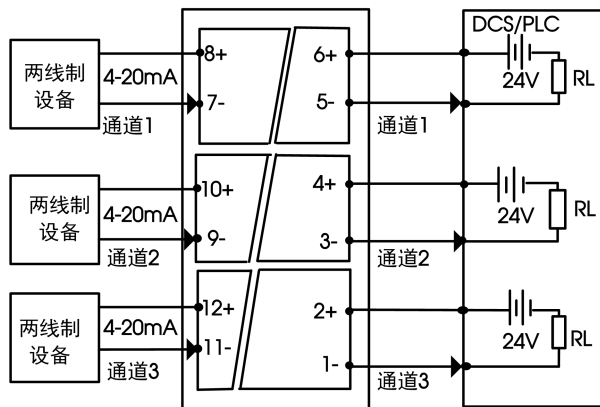 DCS/PLC
两线制
设备
4-20mA
通道1
8+
7-
6+
5-
通道1
24V
RL
两线制
设备
4-20mA
通道2
10+
9-
4+
3-
通道2
24V
RL
两线制
设备
4-20mA
通道3
12+
11-
2+
1-
通道3
24V
RL